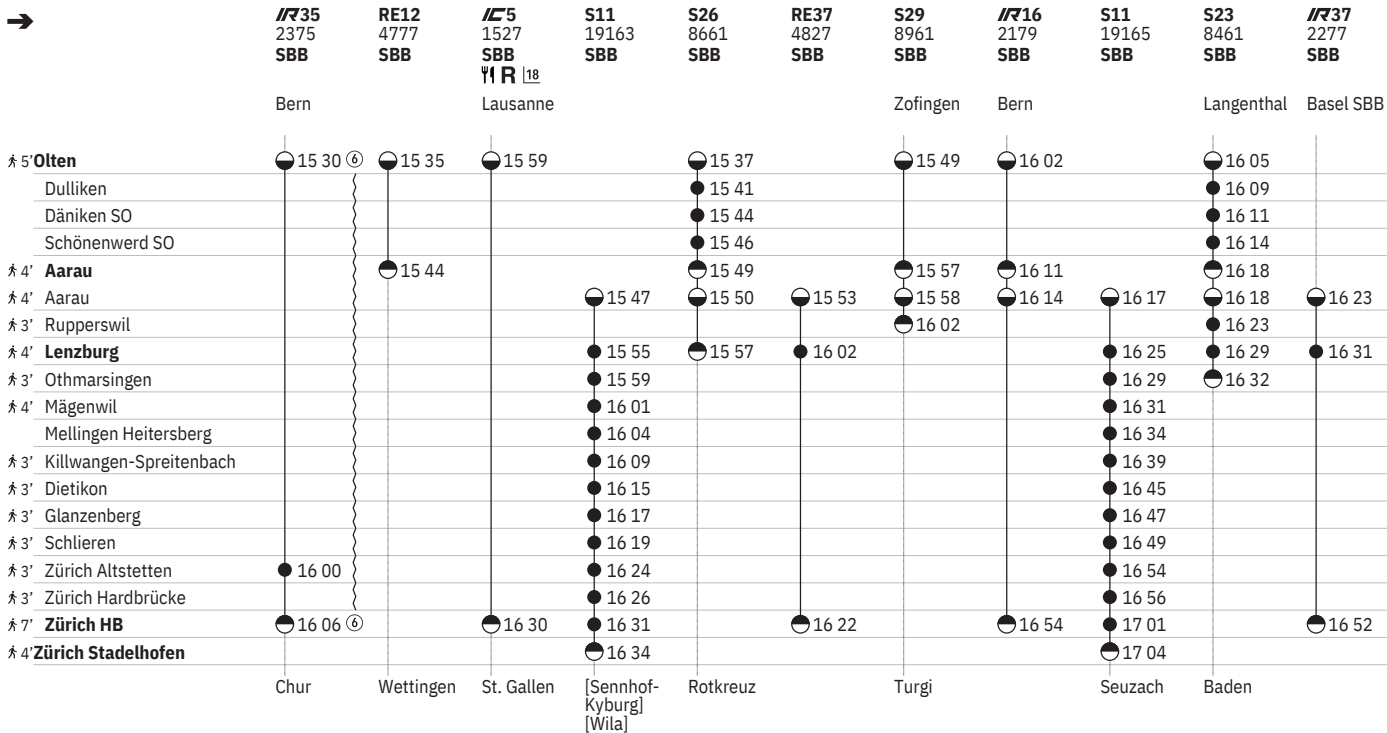 ➔ IR35 RE12 IC5 S11 S26 RE37 S29 IR16 S11 S23 IR37
2375 4777 1527 19163 8661 4827 8961 2179 19165 8461 2277
SBB SBB SBB SBB SBB SBB SBB SBB SBB SBB SBB
R 18
Bern Lausanne Zofingen Bern Langenthal Basel SBB
5’ Olten 15 30 6 15 35 15 59 15 37 15 49 16 02 16 05
Dulliken 15 41 16 09
Däniken SO 15 44 16 11
Schönenwerd SO 15 46 16 14
4’ Aarau 15 44 15 49 15 57 16 11 16 18
4’ Aarau 15 47 15 50 15 53 15 58 16 14 16 17 16 18 16 23
3’ Rupperswil 16 02 16 23
4’ Lenzburg 15 55 15 57 16 02 16 25 16 29 16 31
3’ Othmarsingen 15 59 16 29 16 32
4’ Mägenwil 16 01 16 31
Mellingen Heitersberg 16 04 16 34
3’ Killwangen-Spreitenbach 16 09 16 39
3’ Dietikon 16 15 16 45
3’ Glanzenberg 16 17 16 47
3’ Schlieren 16 19 16 49
3’ Zürich Altstetten 16 00 16 24 16 54
3’ Zürich Hardbrücke 16 26 16 56
7’ Zürich HB 16 06 6 16 30 16 31 16 22 16 54 17 01 16 52
4’ Zürich Stadelhofen 16 34 17 04
Chur Wettingen St. Gallen [Sennhof- Rotkreuz Turgi Seuzach Baden
Kyburg]
[Wila]